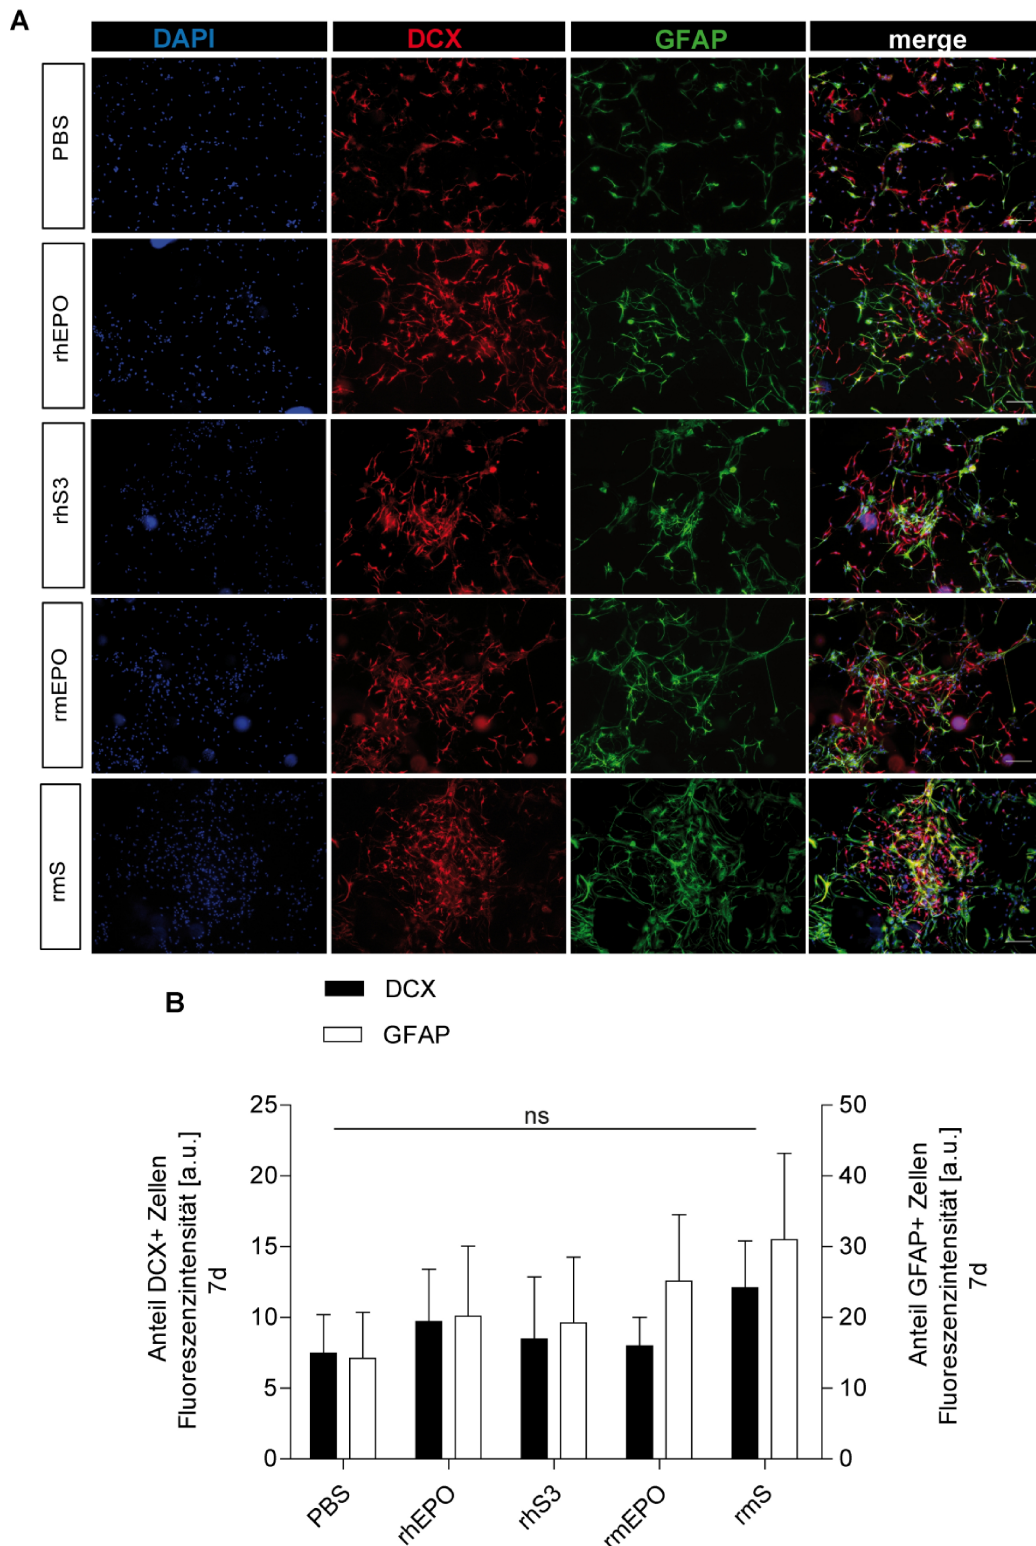 A
DAPI DCX GFAP merge
PBS
rhEPO
rhS3
rmEPO
rmS
B
DCX
GFAP
Anteil DCX+ Zellen
Fluoreszenzintensität [a.u.]
7d
25
20
15
10
5
0
ns
50
40
30
20
10
0
Anteil GFAP+ Zellen
Fluoreszenzintensität [a.u.]
7d
PBS rhEPO rhS3 rmEPO rmS